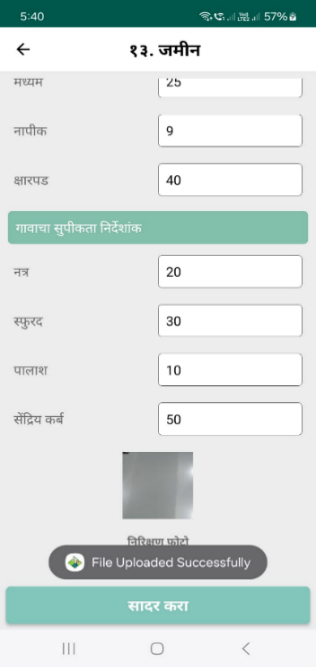 5:40
57%
१३. जमीन
मध्यम 25
नापीक 9
क्षारपड 40
गावाचा सुपीकता निर्देशांक
नत्र 20
स्फुरद 30
पालाश 10
सेंद्रिय कर्ब 50
निरिक्षण फोटो
File Uploaded Successfully
सादर करा